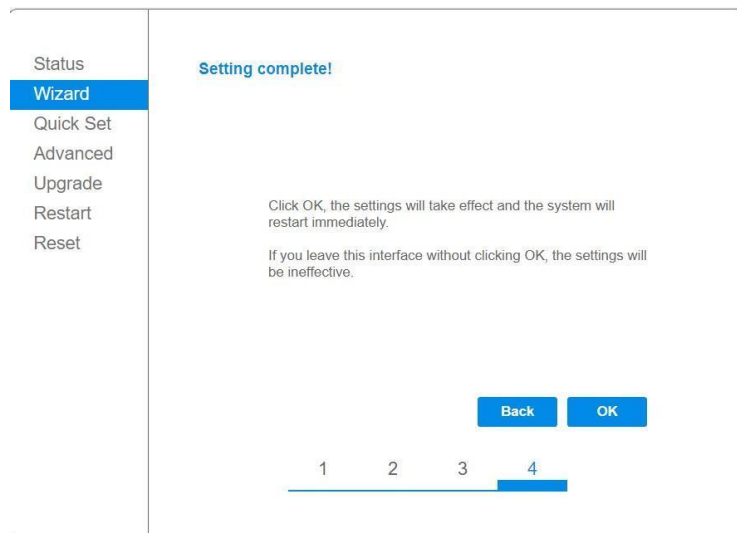 Status
Wizard
Quick Set
Advanced
Upgrade
Restart
Reset
Setting complete!
Click OK, the settings will take effect and the system will
restart immediately.
If you leave this interface without clicking OK, the settings will
be ineffective.
Back OK
1 2 3 4